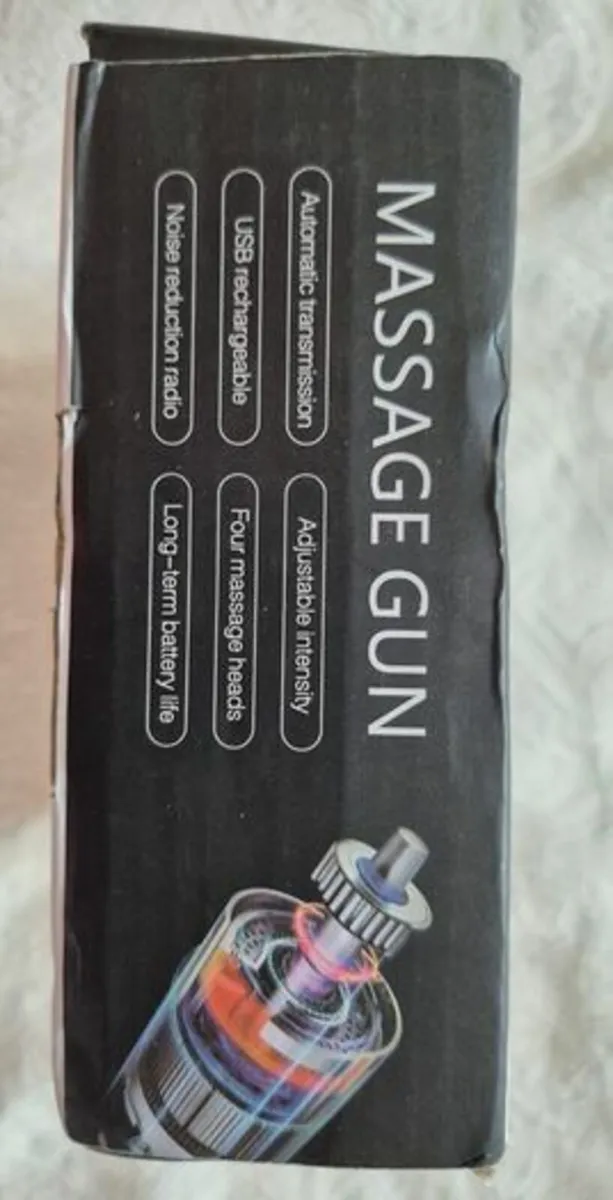 MASSAGE GUN
Automatic transmission
Adjustable intensity
USB rechargeable
Four massage heads
Noise reduction radio
Long-term battery life